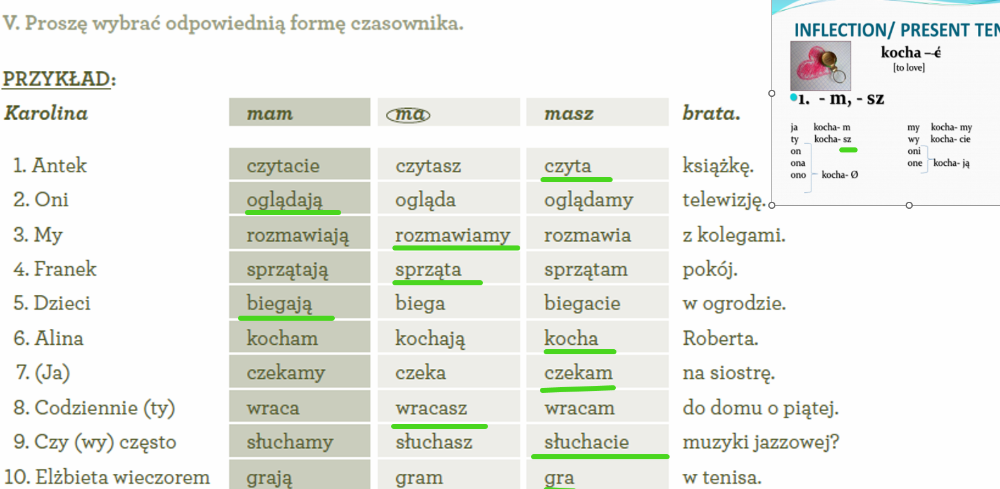 V. Proszę wybrać odpowiednią formę czasownika.
PRZYKŁAD:
Karolina mam ma masz brata.
1. Antek czytacie czytasz czyta książkę.
2. Oni oglądają ogląda oglądamy telewizję.
3. My rozmawiają rozmawiamy rozmawia z kolegami.
4. Franek sprzątają sprząta sprzątam pokój.
5. Dzieci biegają biega biegacie w ogrodzie.
6. Alina kocham kochają kocha Roberta.
7. (Ja) czekamy czeka czekam na siostrę.
8. Codziennie (ty) wraca wracasz wracam do domu o piątej.
9. Czy (wy) często słuchamy słuchasz słuchacie muzyki jazzowej?
10. Elżbieta wieczorem grają gram gra w tenisa.
INFLECTION/ PRESENT TEN
kocha –ć
[to love]
1. - m, - sz
ja kocha- m my kocha- my
ty kocha- sz wy kocha- cie
on oni
ona one kocha- ją
ono kocha- Ø